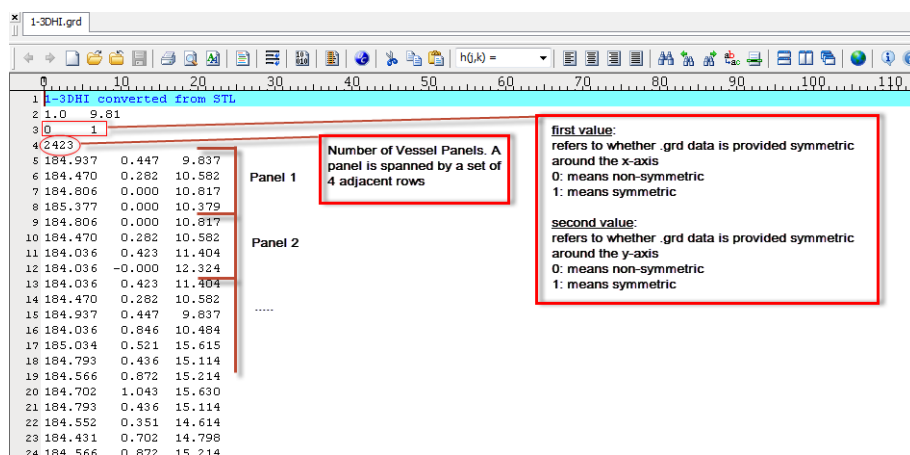 1-3DHI.grd
h(j,k) =
0 10 20 30 40 50 60 70 80 90 100 110
1 1-3DHI converted from STL
2 1.0 9.81
3 0 1
4 2423
5 184.937 0.447 9.837
6 184.470 0.282 10.582
7 184.806 0.000 10.817
8 185.377 0.000 10.379
9 184.806 0.000 10.817
10 184.470 0.282 10.582
11 184.036 0.423 11.404
12 184.036 -0.000 12.324
13 184.036 0.423 11.404
14 184.470 0.282 10.582
15 184.937 0.447 9.837
16 184.036 0.846 10.484
17 185.034 0.521 15.615
18 184.793 0.436 15.114
19 184.566 0.872 15.214
20 184.702 1.043 15.630
21 184.793 0.436 15.114
22 184.552 0.351 14.614
23 184.431 0.702 14.798
24 184.566 0.872 15.214
Panel 1
Panel 2
.....
Number of Vessel Panels. A
panel is spanned by a set of
4 adjacent rows
first value:
refers to whether .grd data is provided symmetric
around the x-axis
0: means non-symmetric
1: means symmetric
second value:
refers to whether .grd data is provided symmetric
around the y-axis
0: means non-symmetric
1: means symmetric